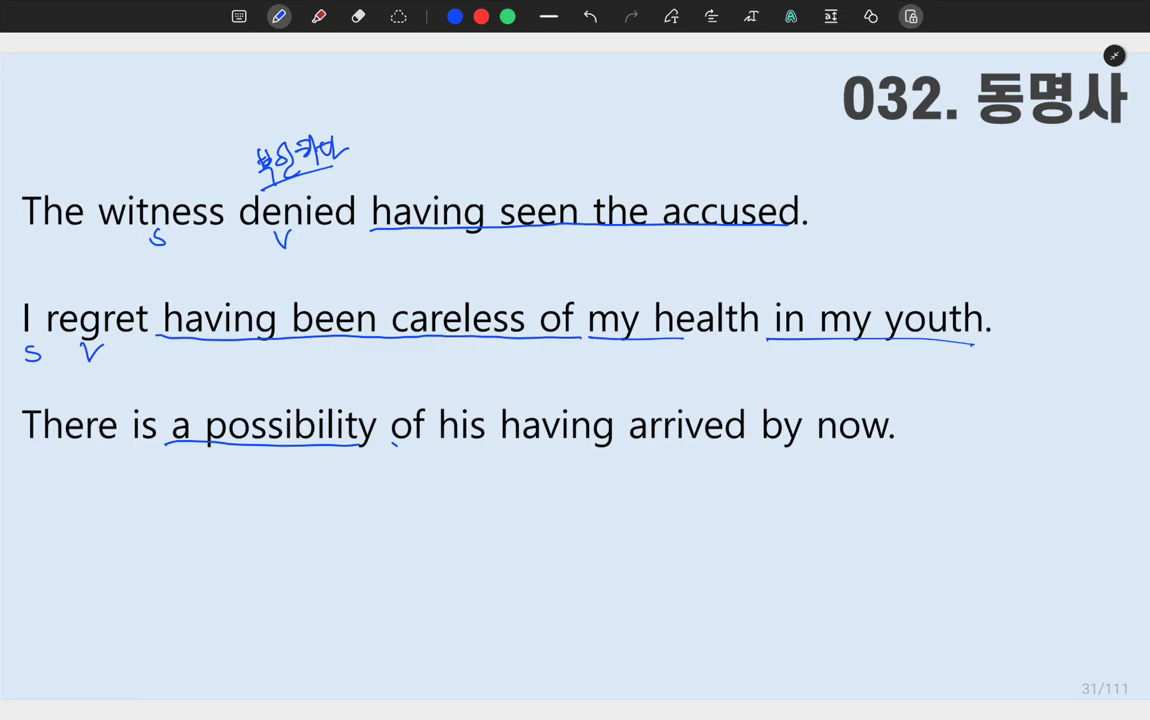 032. 동명사
부인하다
The witness denied having seen the accused.
S V
I regret having been careless of my health in my youth.
S V
There is a possibility of his having arrived by now.
31/111